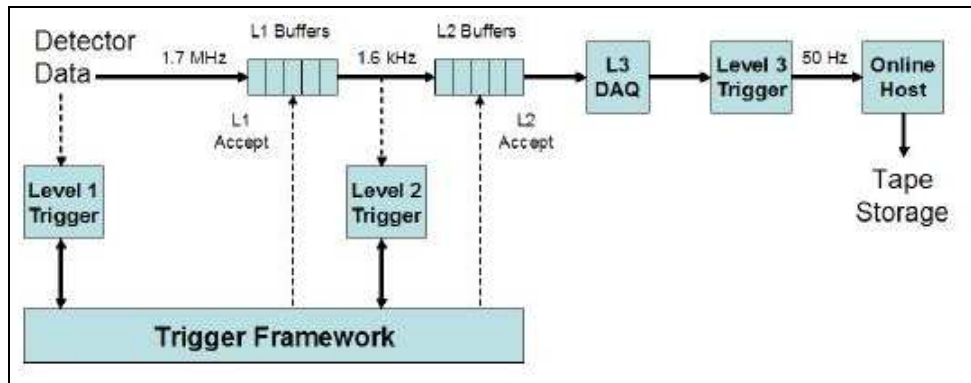 Detector
Data
1.7 MHz
L1 Buffers
1.6 kHz
L2 Buffers
L3
DAQ
Level 3
Trigger
50 Hz
Online
Host
L1
Accept
L2
Accept
Level 1
Trigger
Level 2
Trigger
Tape
Storage
Trigger Framework